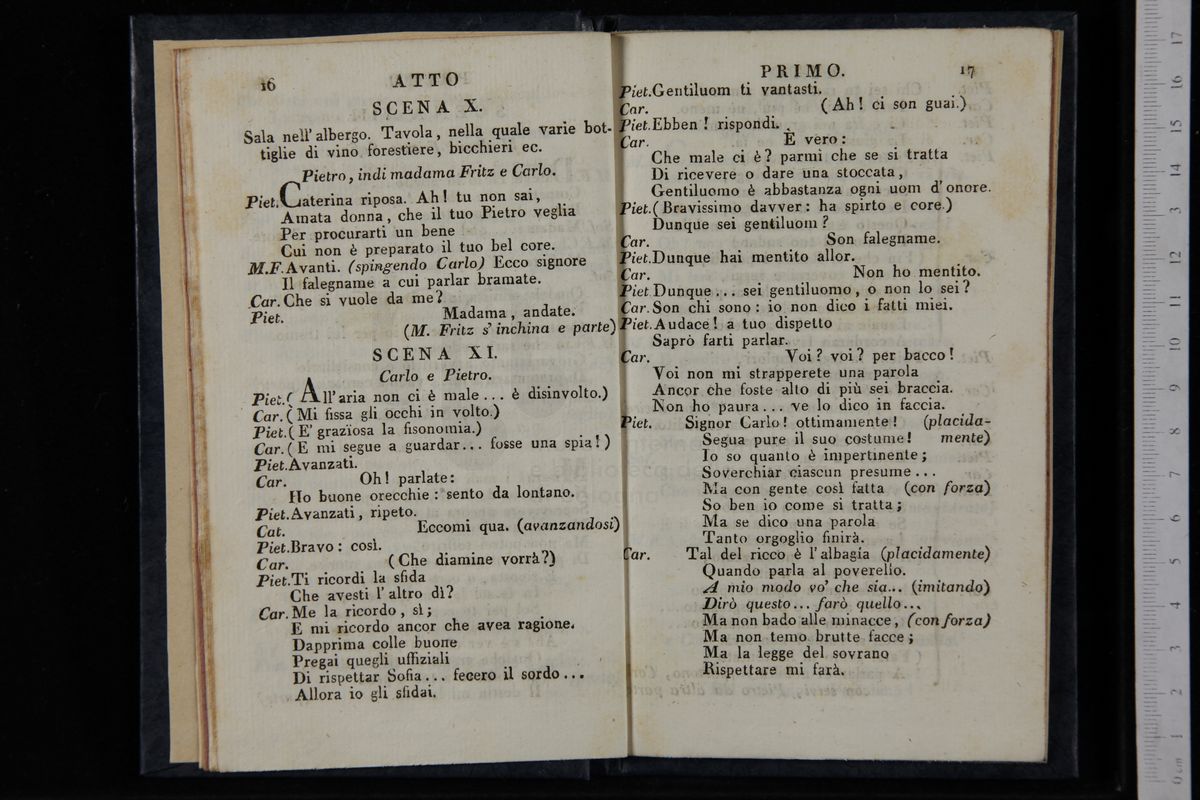 16
ATTO
SCENA X.
Sala nell'albergo. Tavola, nella quale varie bot-
tiglie di vino forestiere, bicchieri ec.
Pietro, indi madama Fritz e Carlo.
Piet. Caterina riposa. Ah! tu non sai,
Amata donna, che il tuo Pietro veglia
Per procurarti un bene
Cui non è preparato il tuo bel core.
M.F. Avanti. (spingendo Carlo) Ecco signore
Il falegname a cui parlar bramate.
Car. Che si vuole da me?
Piet. Madama, andate.
(M. Fritz s'inchina e parte)
SCENA XI.
Carlo e Pietro.
Piet. (All'aria non ci è male... è disinvolto.)
Car. (Mi fissa gli occhi in volto.)
Piet. (E' graziosa la fisonomia.)
Car. (E mi segue a guardar... fosse una spia!)
Piet. Avanzati.
Car. Oh! parlate:
Ho buone orecchie: sento da lontano.
Piet. Avanzati, ripeto.
Cat. Eccomi qua. (avanzandosi)
Piet. Bravo: così.
Car. (Che diamine vorrà?)
Piet. Ti ricordi la sfida
Che avesti l'altro dì?
Car. Me la ricordo, sì;
E mi ricordo ancor che avea ragione.
Dapprima colle buone
Pregai quegli uffiziali
Di rispettar Sofia... fecero il sordo...
Allora io gli sfidai.
PRIMO.
17
Piet. Gentiluom ti vantasti.
Car. (Ah! ci son guai.)
Piet. Ebben! rispondi.
Car. È vero:
Che male ci è? parmi che se si tratta
Di ricevere o dare una stoccata,
Gentiluomo è abbastanza ogni uom d'onore.
Piet. (Bravissimo davver: ha spirto e core.)
Dunque sei gentiluom?
Car. Son falegname.
Piet. Dunque hai mentito allor.
Car. Non ho mentito.
Piet Dunque... sei gentiluomo, o non lo sei?
Car. Son chi sono: io non dico i fatti miei.
Piet. Audace! a tuo dispetto
Saprò farti parlar.
Car. Voi? voi? per bacco!
Voi non mi strapperete una parola
Ancor che foste alto di più sei braccia.
Non ho paura... ve lo dico in faccia.
Piet. Signor Carlo! ottimamente! (placida-
Segua pure il suo costume! mente)
Io so quanto è impertinente;
Soverchiar ciascun presume...
Ma con gente così fatta (con forza)
So ben io come si tratta;
Ma se dico una parola
Tanto orgoglio finirà.
Car. Tal del ricco è l'albagia (placidamente)
Quando parla al poverello.
A mio modo vo' che sia... (imitando)
Dirò questo... farò quello...
Ma non bado alle minacce, (con forza)
Ma non temo brutte facce;
Ma la legge del sovrano
Rispettare mi farà.